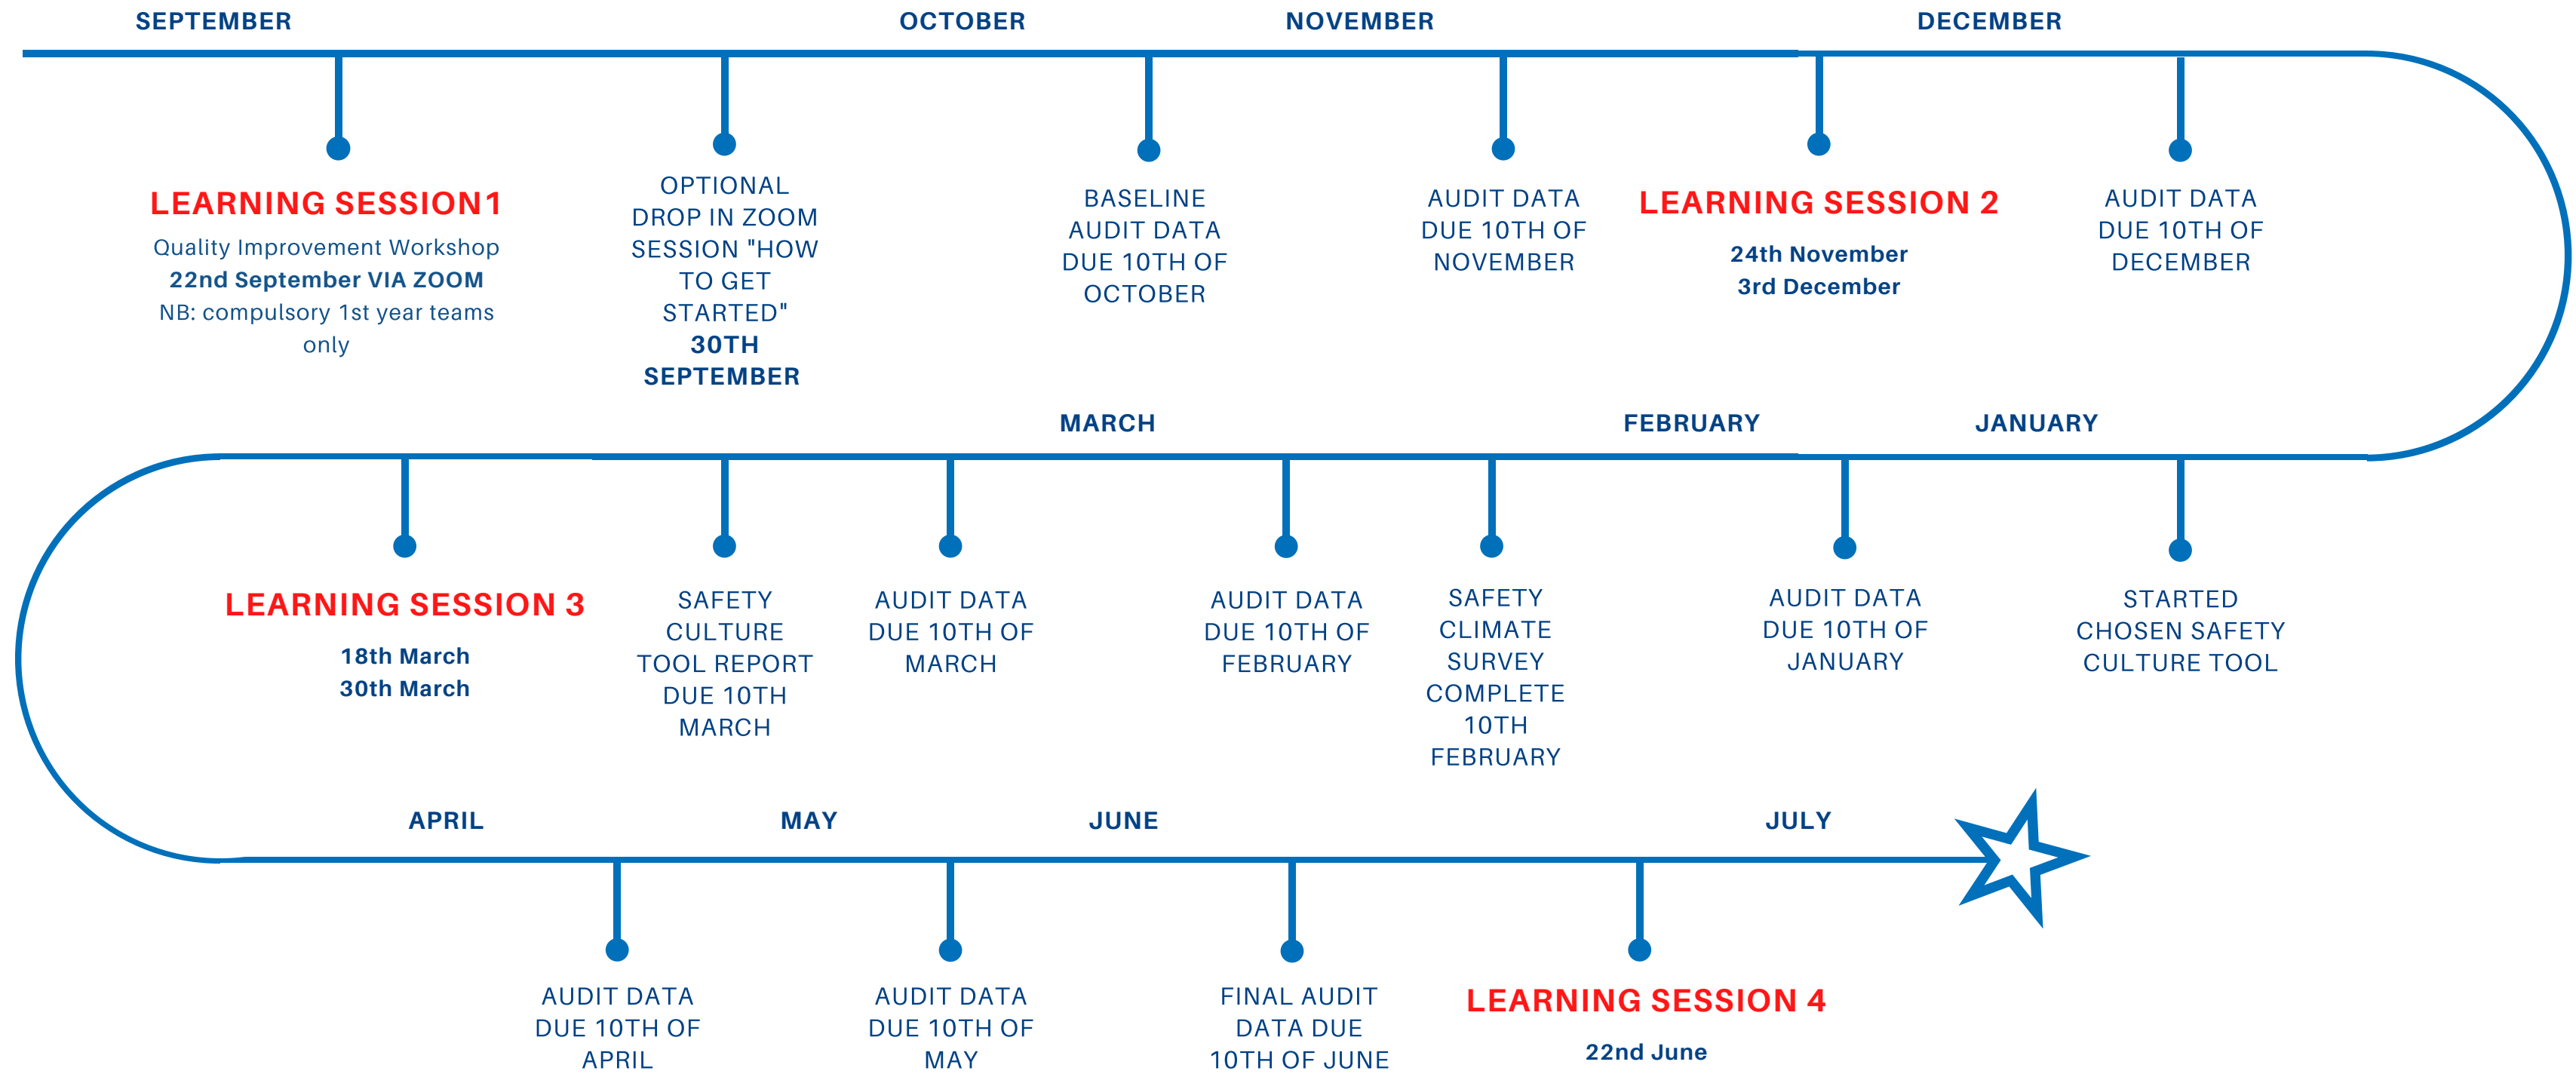 SEPTEMBER
OCTOBER
NOVEMBER
DECEMBER
LEARNING SESSION1
Quality Improvement Workshop
22nd September VIA ZOOM
NB: compulsory 1st year teams
only
OPTIONAL
DROP IN ZOOM
SESSION "HOW
TO GET
STARTED"
30TH
SEPTEMBER
BASELINE
AUDIT DATA
DUE 10TH OF
OCTOBER
AUDIT DATA
DUE 10TH OF
NOVEMBER
LEARNING SESSION 2
24th November
3rd December
AUDIT DATA
DUE 10TH OF
DECEMBER
MARCH
FEBRUARY
JANUARY
LEARNING SESSION 3
18th March
30th March
SAFETY
CULTURE
TOOL REPORT
DUE 10TH
MARCH
AUDIT DATA
DUE 10TH OF
MARCH
AUDIT DATA
DUE 10TH OF
FEBRUARY
SAFETY
CLIMATE
SURVEY
COMPLETE
10TH
FEBRUARY
AUDIT DATA
DUE 10TH OF
JANUARY
STARTED
CHOSEN SAFETY
CULTURE TOOL
APRIL
MAY
JUNE
JULY
AUDIT DATA
DUE 10TH OF
APRIL
AUDIT DATA
DUE 10TH OF
MAY
FINAL AUDIT
DATA DUE
10TH OF JUNE
LEARNING SESSION 4
22nd June